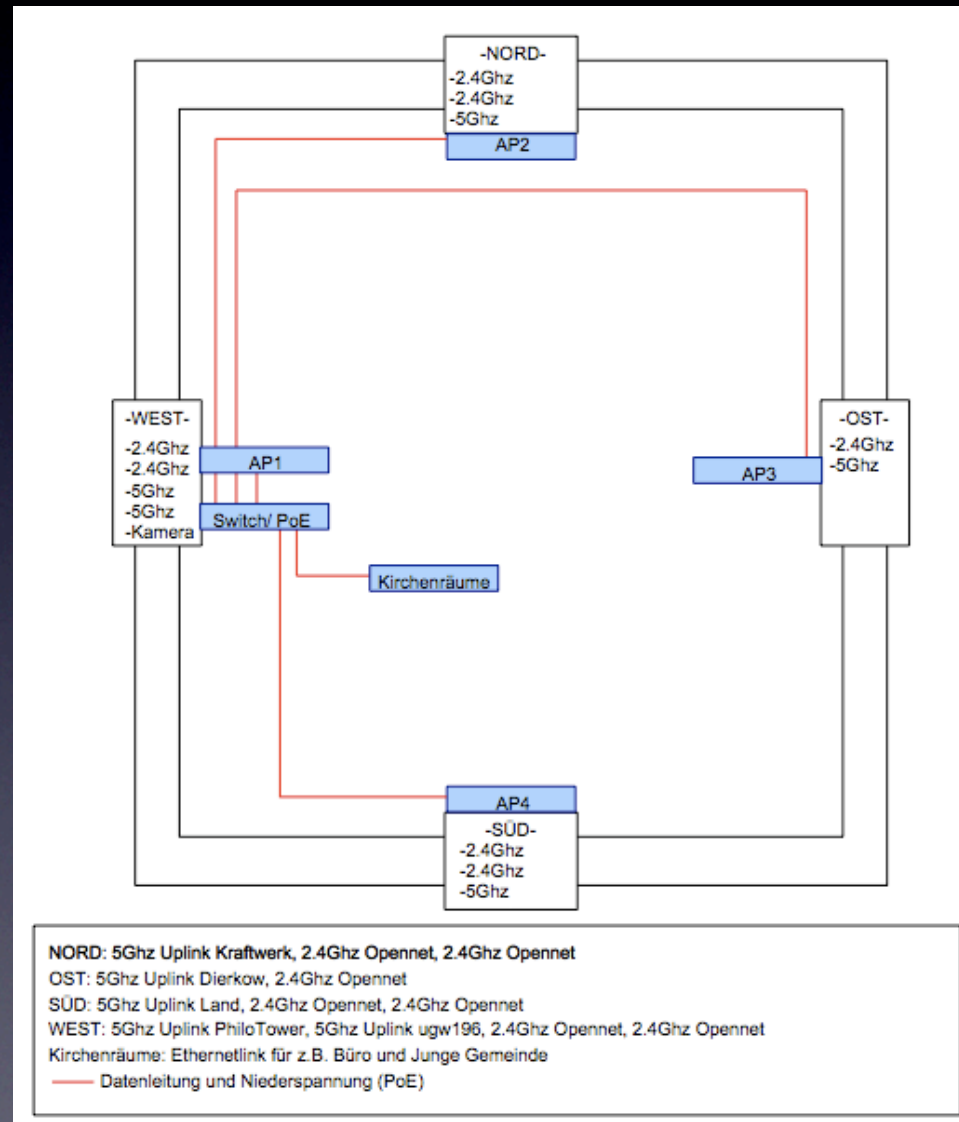 -NORD-
-2.4Ghz
-2.4Ghz
-5Ghz
AP2
-WEST-
-2.4Ghz
-2.4Ghz
-5Ghz
-5Ghz
-Kamera
AP1
Switch/ PoE
Kirchenräume
AP3
-OST-
-2.4Ghz
-5Ghz
AP4
-SÜD-
-2.4Ghz
-2.4Ghz
-5Ghz
NORD: 5Ghz Uplink Kraftwerk, 2.4Ghz Opennet, 2.4Ghz Opennet
OST: 5Ghz Uplink Dierkow, 2.4Ghz Opennet
SÜD: 5Ghz Uplink Land, 2.4Ghz Opennet, 2.4Ghz Opennet
WEST: 5Ghz Uplink PhiloTower, 5Ghz Uplink ugw196, 2.4Ghz Opennet, 2.4Ghz Opennet
Kirchenräume: Ethernetlink für z.B. Büro und Junge Gemeinde
Datenleitung und Niederspannung (PoE)